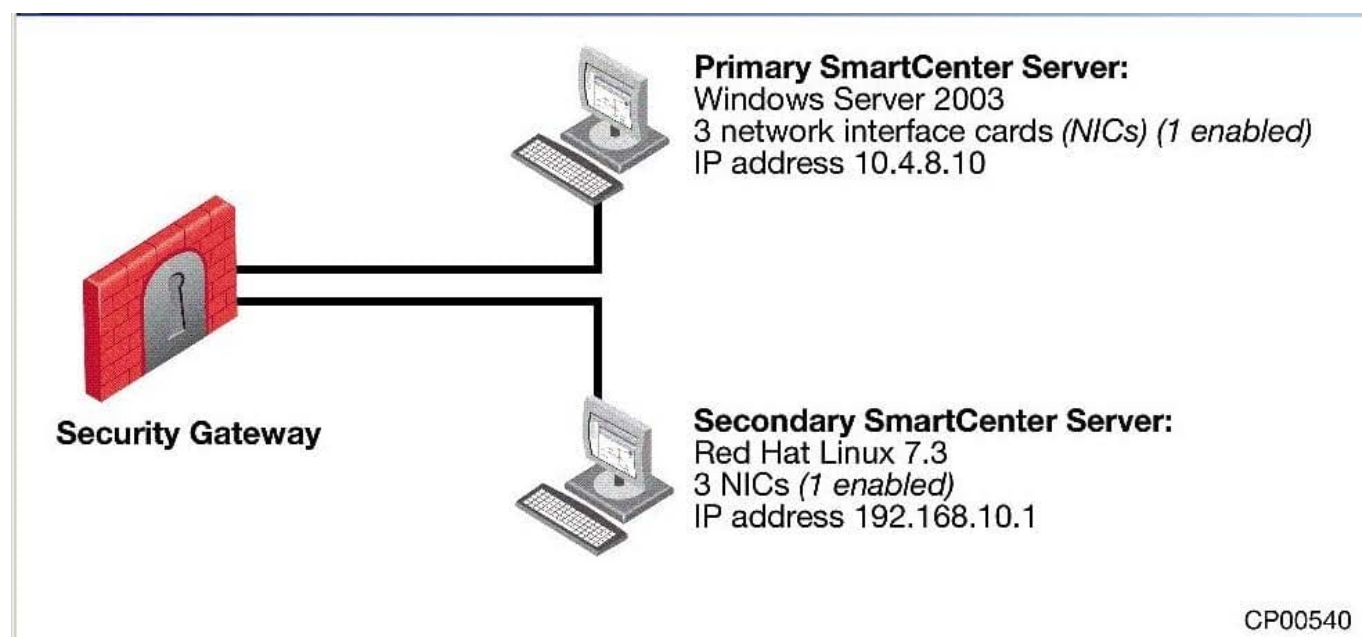 Primary SmartCenter Server:
Windows Server 2003
3 network interface cards (NICs) (1 enabled)
IP address 10.4.8.10
Security Gateway
Secondary SmartCenter Server:
Red Hat Linux 7.3
3 NICs (1 enabled)
IP address 192.168.10.1
CP00540